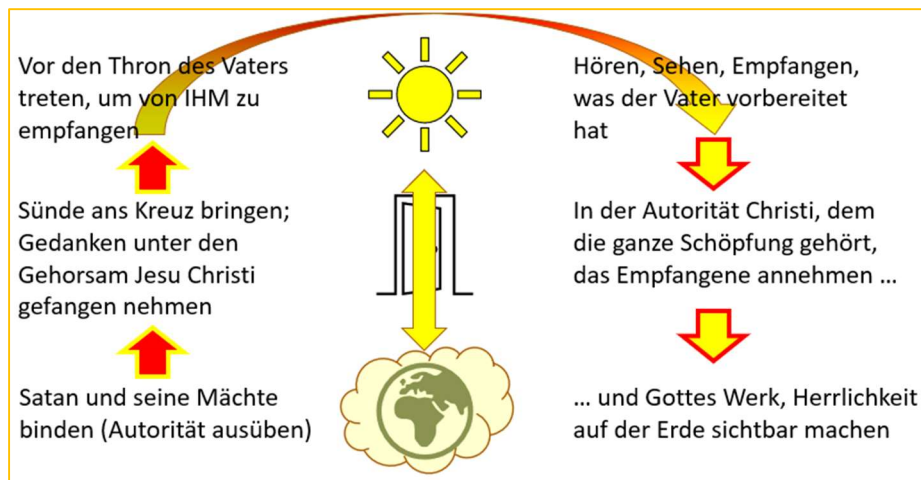 Vor den Thron des Vaters
treten, um von IHM zu
empfangen
Sünde ans Kreuz bringen;
Gedanken unter den
Gehorsam Jesu Christi
gefangen nehmen
Satan und seine Mächte
binden (Autorität ausüben)
Hören, Sehen, Empfangen,
was der Vater vorbereitet
hat
In der Autorität Christi, dem
die ganze Schöpfung gehört,
das Empfangene annehmen ...
... und Gottes Werk, Herrlichkeit
auf der Erde sichtbar machen